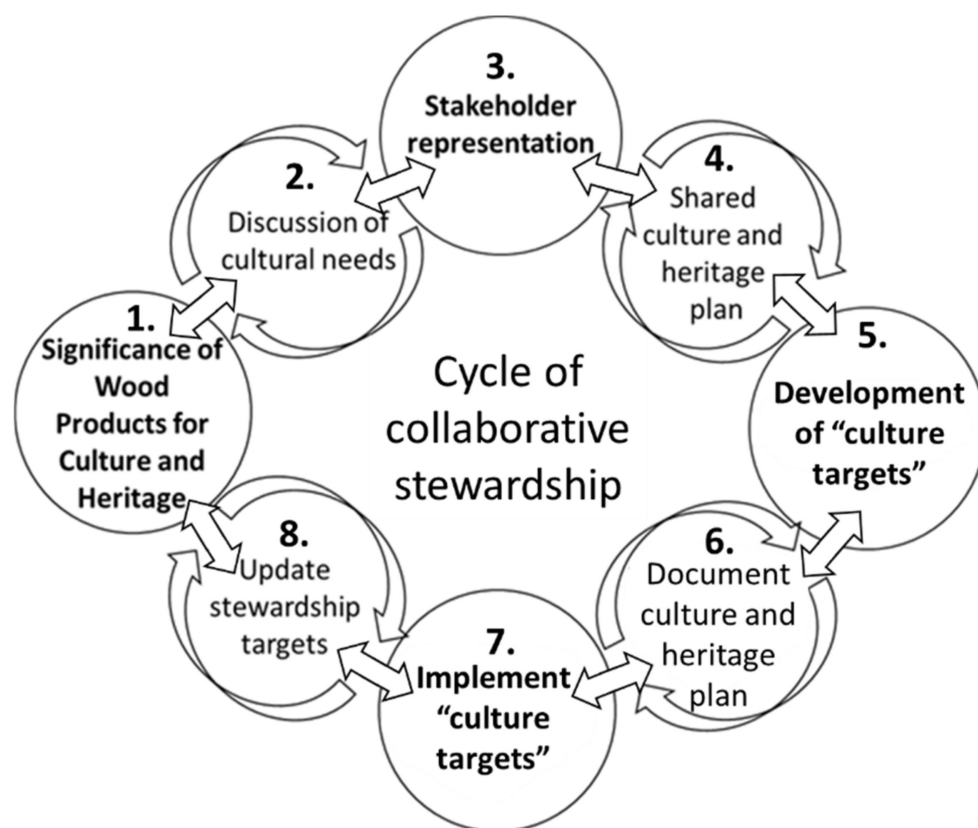 1.
Significance of
Wood
Products for
Culture and
Heritage
2.
Discussion of
cultural needs
3.
Stakeholder
representation
4.
Shared
culture and
heritage
plan
5.
Development
of “culture
targets”
6.
Document
culture and
heritage
plan
7.
Implement
“culture
targets”
8.
Update
stewardship
targets
Cycle of
collaborative
stewardship